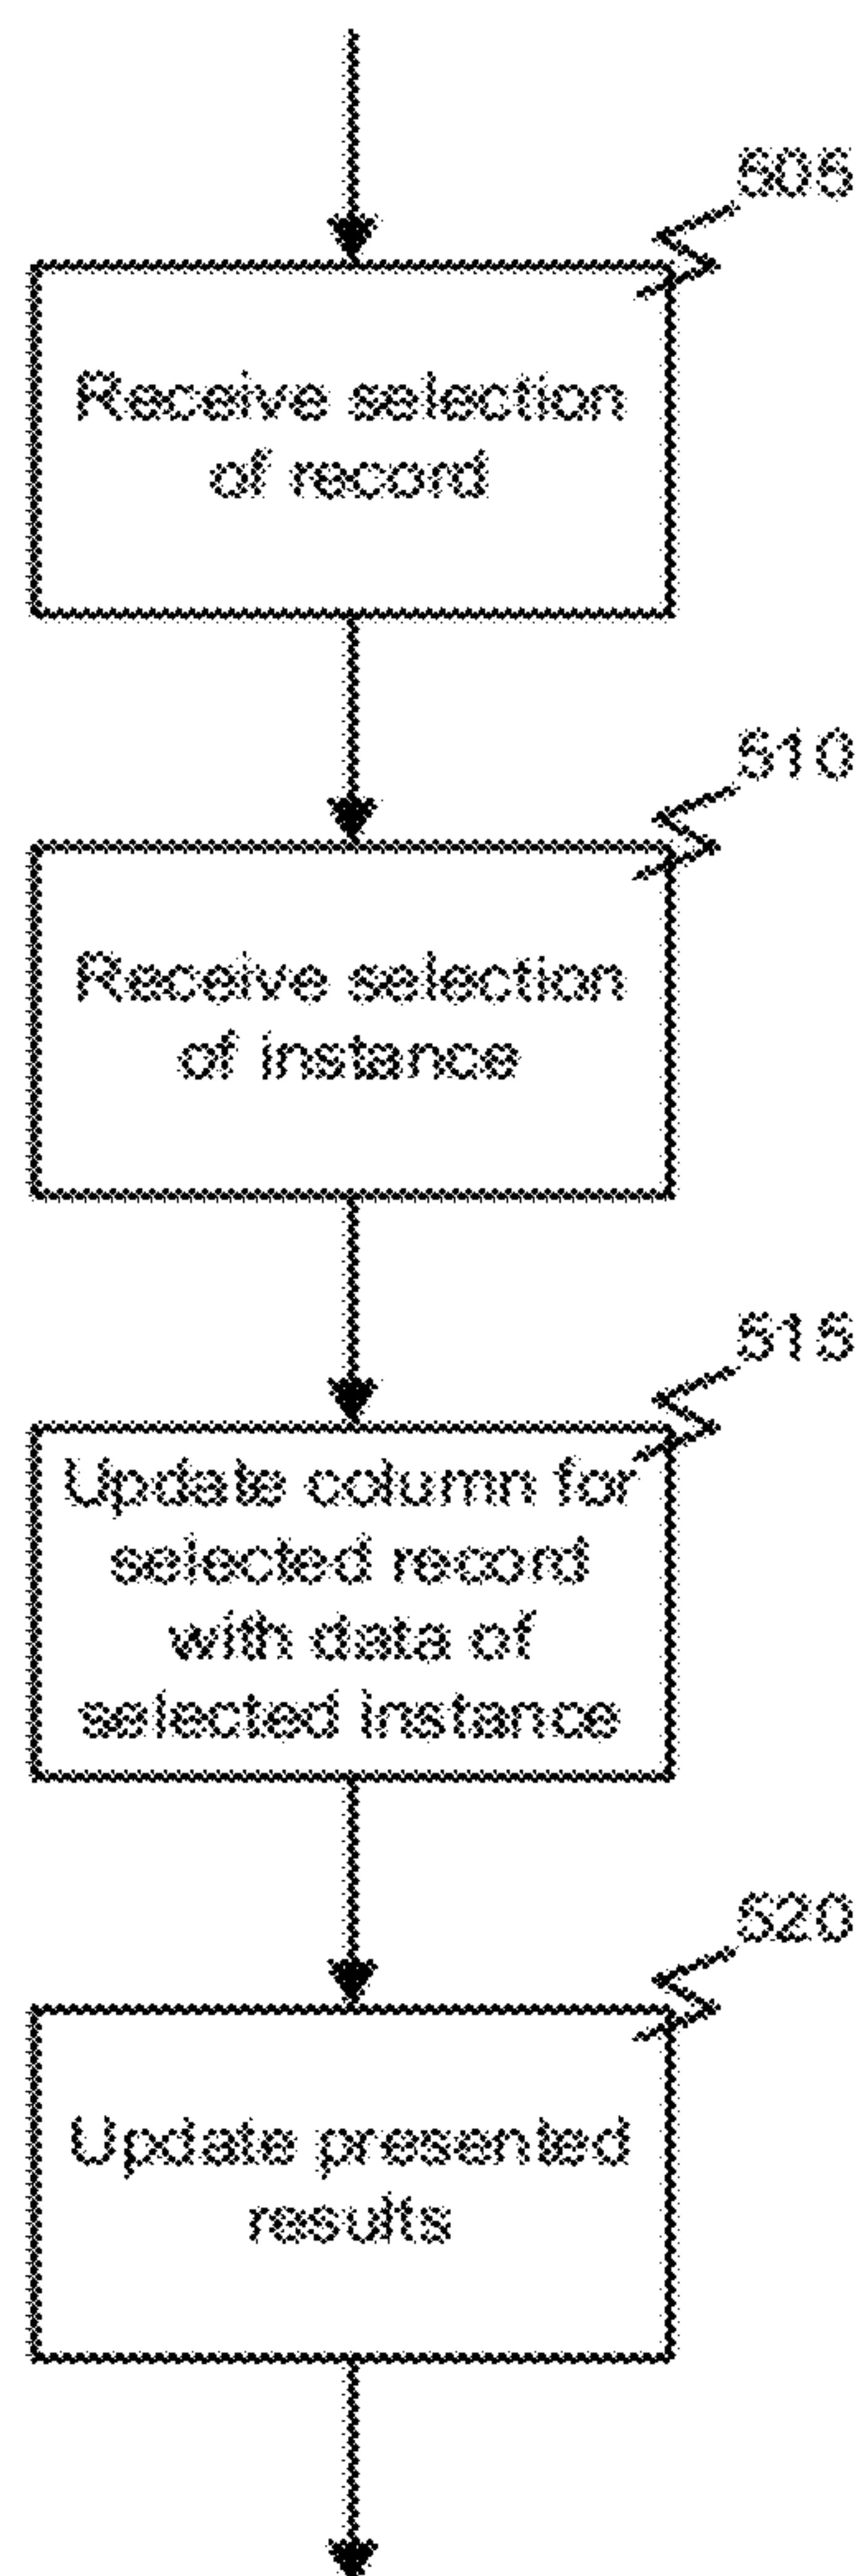 505
Receive selection
of record
510
Receive selection
of instance
515
Update column for
selected record
with data of
selected instance
520
Update presented
results